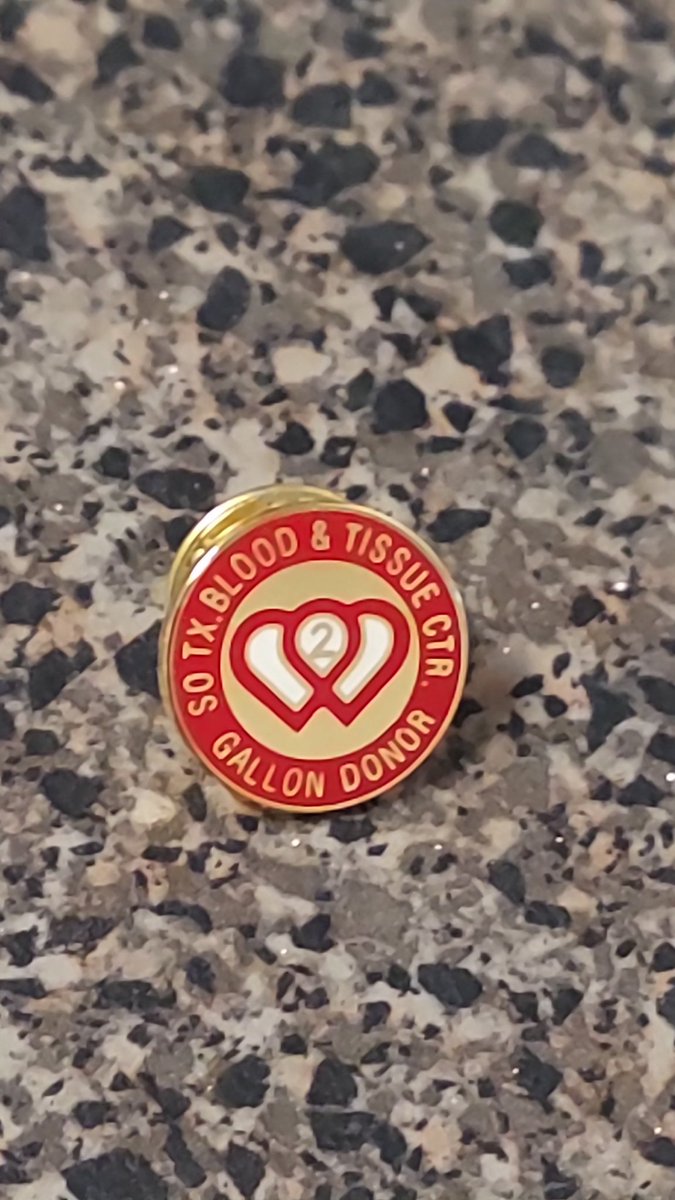 SO TX. BLOOD & TISSUE CTR.
2
GALLON DONOR